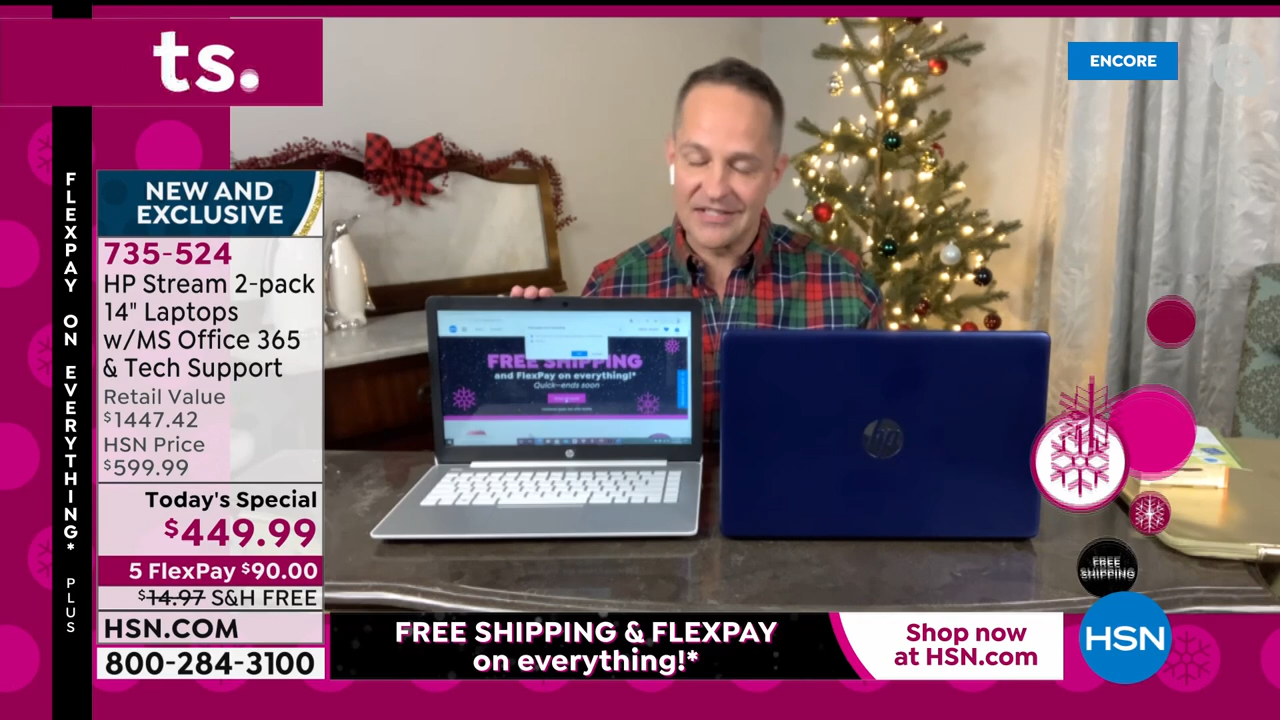 ts.
ENCORE
FLEXPAY ON EVERYTHING* PLUS
NEW AND
EXCLUSIVE
735-524
HP Stream 2-pack
14" Laptops
w/MS Office 365
& Tech Support
Retail Value
$1447.42
HSN Price
$599.99
Today's Special
$449.99
5 FlexPay $90.00
$14.97 S&H FREE
HSN.COM
800-284-3100
FREE SHIPPING
and FlexPay on everything!*
Quick-ends soon
hp
hp
FREE SHIPPING & FLEXPAY
on everything!*
Shop now
at HSN.com
FREE
SHIPPING
HSN